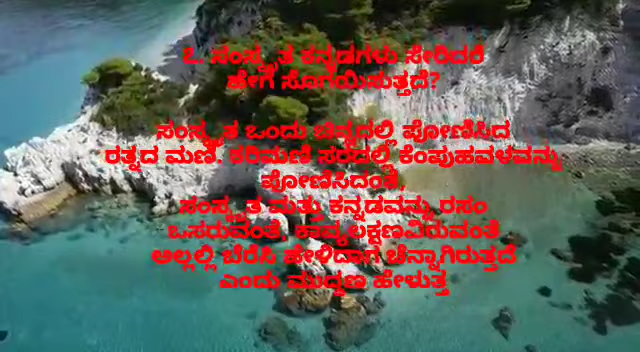 ೭. ಸಂಸ್ಕೃತ ಕನ್ನಡಗಳು ಸೇರಿದರೆ
ಹೇಗೆ ಸೊಗಯಿಸುತ್ತದೆ?
ಸಂಸ್ಕೃತ ಒಂದು ಚಿನ್ನದಲ್ಲಿ ಪೋಣಿಸಿದ
ರತ್ನದ ಮಣಿ. ಕರಿಮಣಿ ಸರದಲ್ಲಿ ಕೆಂಪುಹವಳವನ್ನು
ಪೋಣಿಸಿದಂತೆ,
ಸಂಸ್ಕೃತ ಮತ್ತು ಕನ್ನಡವನ್ನು ರಸಂ
ಒಸರುವಂತೆ, ಕಾವ್ಯಲಕ್ಷಣವಿರುವಂತೆ
ಅಲ್ಲಲ್ಲಿ ಬೆರೆಸಿ ಹೇಳಿದಾಗ ಚೆನ್ನಾಗಿರುತ್ತದೆ
ಎಂದು ಮುದ್ದಣ ಹೇಳುತ್ತ